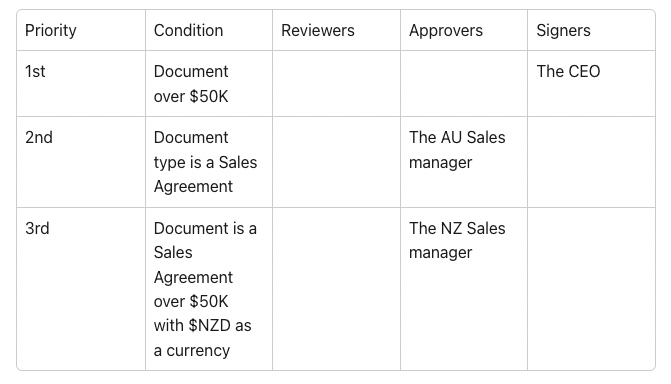 Priority Condition Reviewers Approvers Signers
1st Document The CEO
over $50K
2nd Document The AU Sales
type is a Sales manager
Agreement
3rd Document is a The NZ Sales
Sales manager
Agreement
over $50K
with $NZD as
a currency